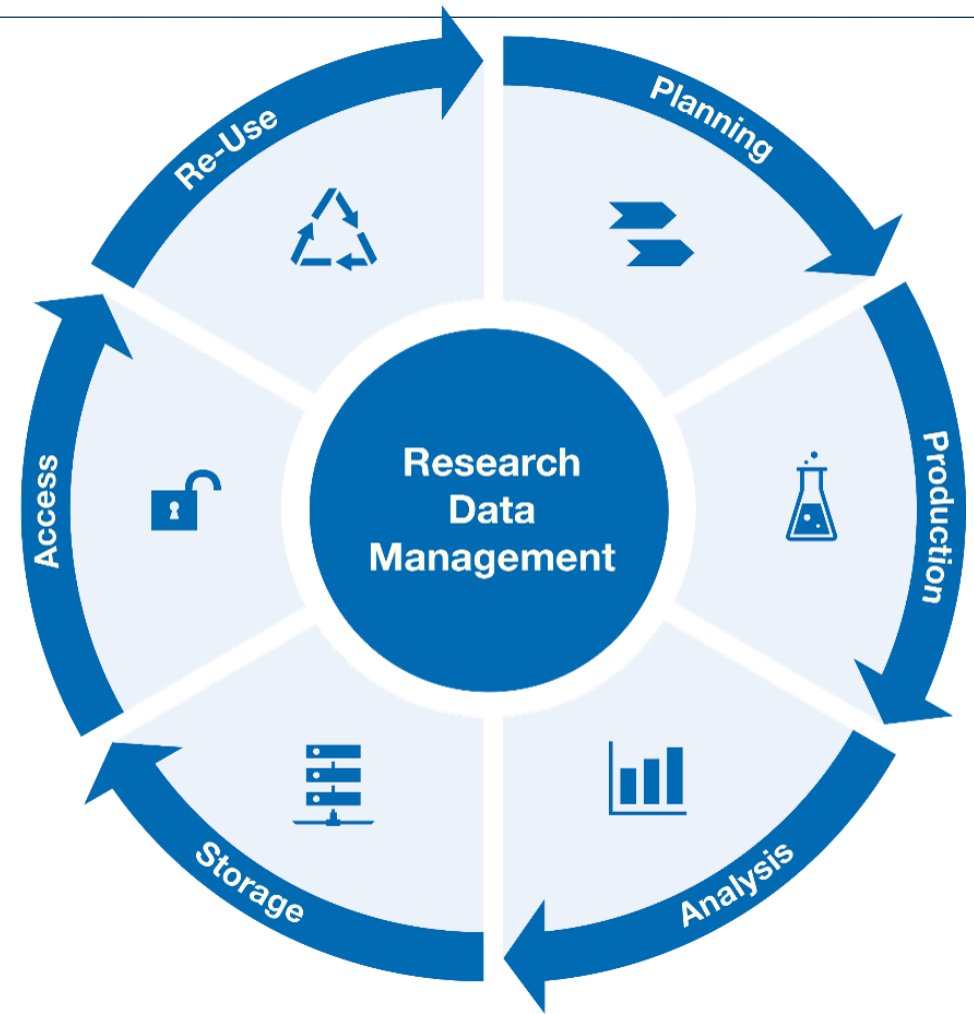 Planning
Production
Analysis
Storage
Access
Re-Use
Research
Data
Management